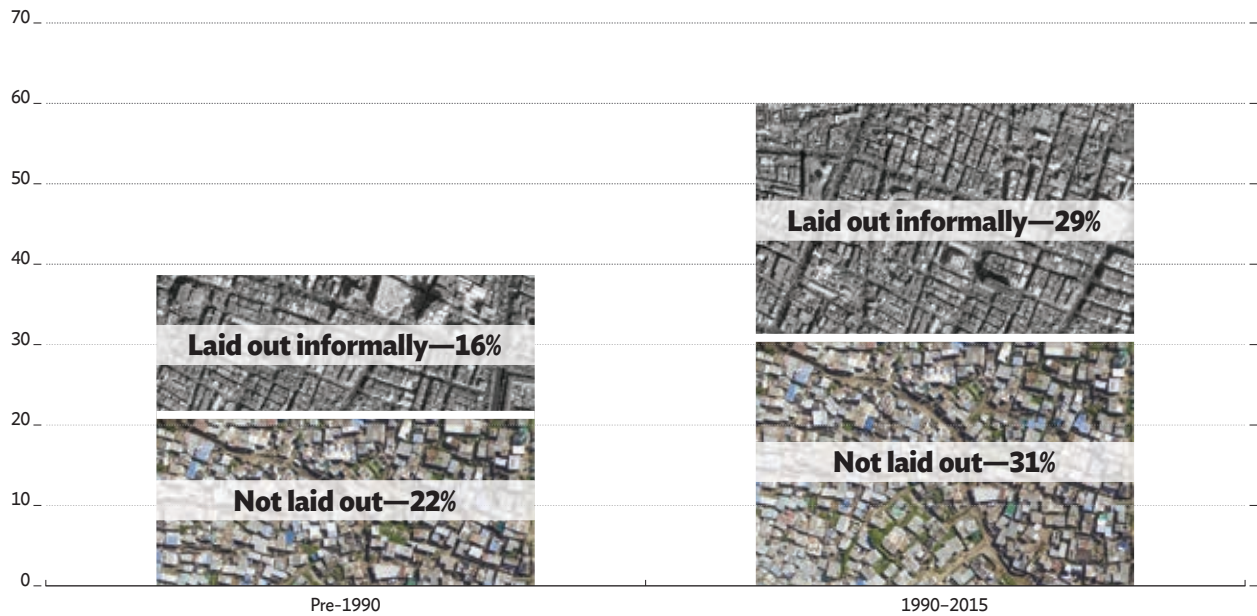 70
60
50
40
30
20
10
0
Laid out informally—16%
Not laid out—22%
Laid out informally—29%
Not laid out—31%
Pre-1990
1990–2015